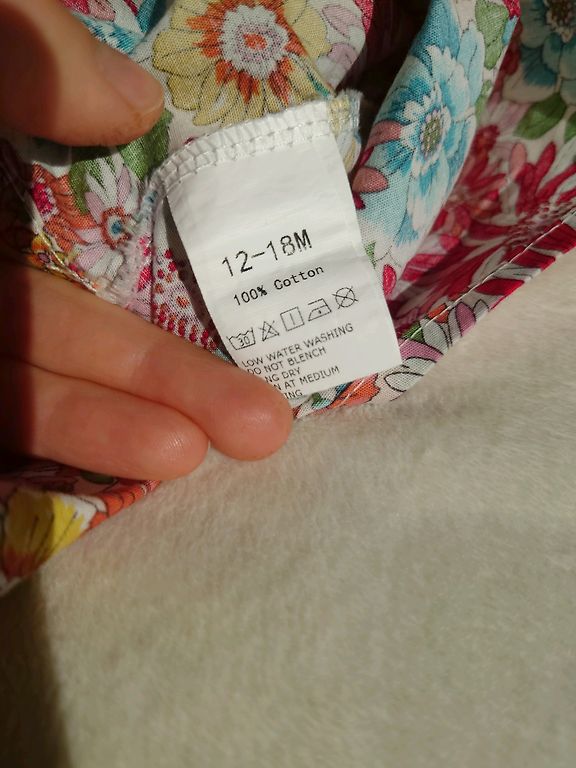 12-18M
100% Cotton
30
LOW WATER WASHING
DO NOT BLENCH
DRY
AT MEDIUM